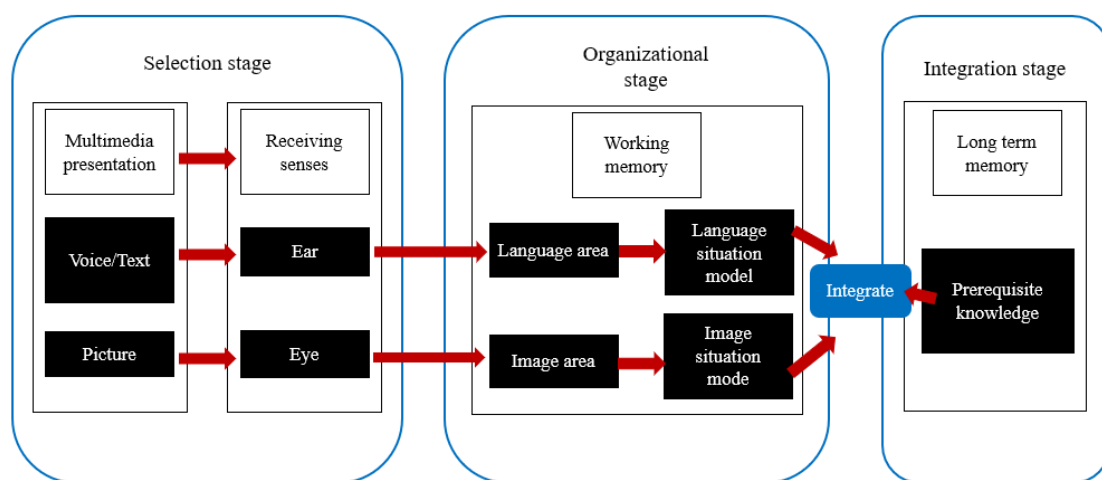 Selection stage
Organizational
stage
Integration stage
Multimedia
presentation
Receiving
senses
Working
memory
Long term
memory
Voice/Text
Ear
Language area
Language
situation
model
Integrate
Prerequisite
knowledge
Picture
Eye
Image area
Image
situation
mode